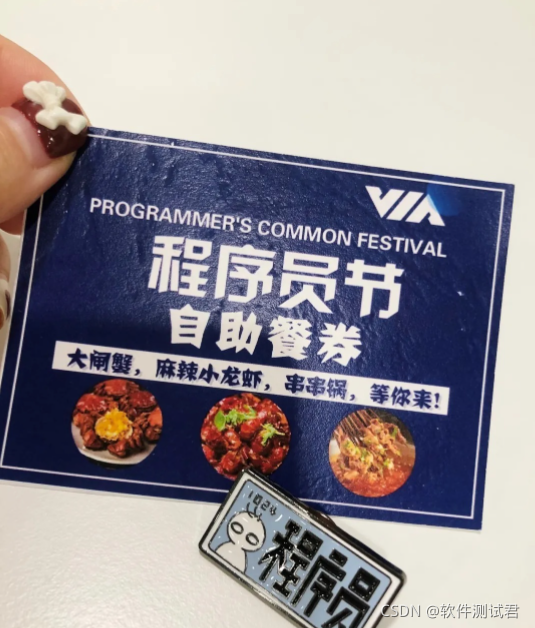 VIA
PROGRAMMER'S COMMON FESTIVAL
程序员节
自助餐券
大闸蟹，麻辣小龙虾，串串锅，等你来!
1024
程序员
CSDN @软件测试君